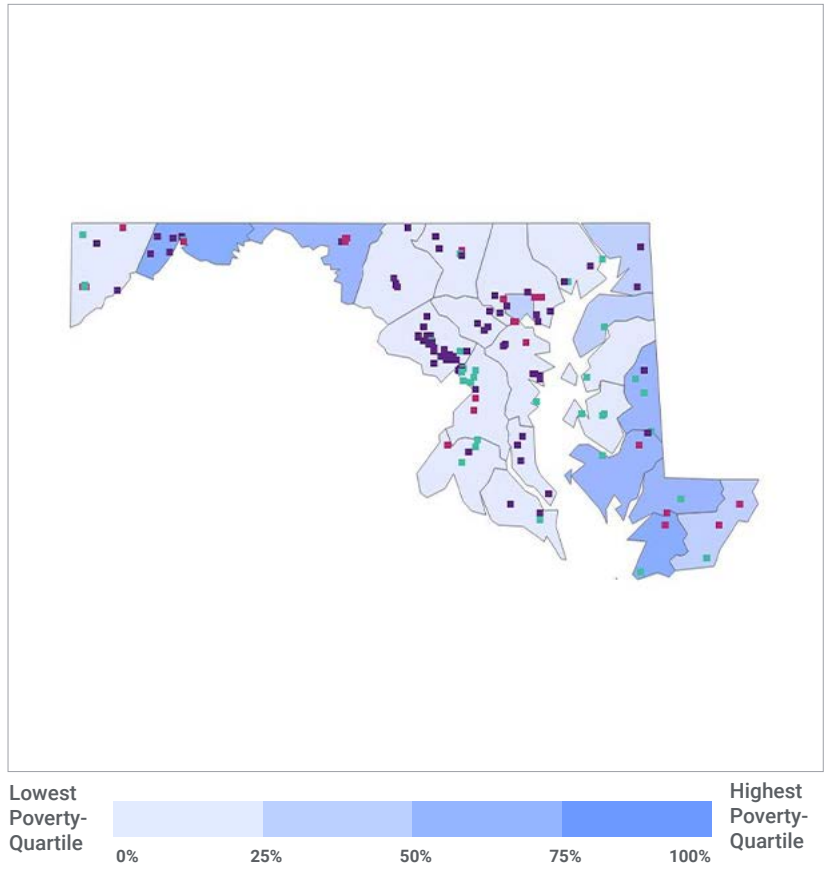 Lowest
Poverty-
Quartile
0%
25%
50%
75%
100%
Highest
Poverty-
Quartile